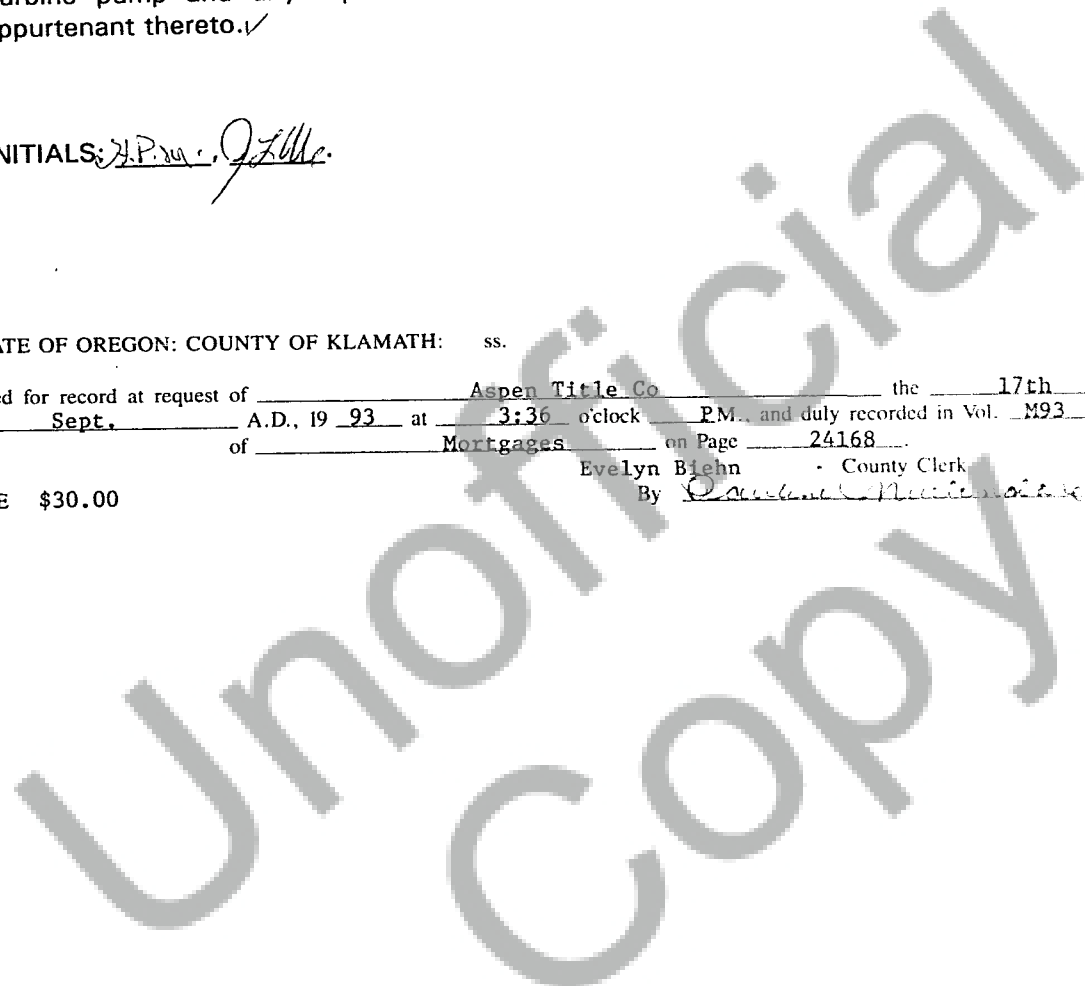 ppurtenant thereto.✓
NITIALS: H.P.M.,
ATE OF OREGON: COUNTY OF KLAMATH: ss.
ed for record at request of Aspen Title Co the 17th
Sept. A.D., 19 93 at 3:36 o'clock P.M., and duly recorded in Vol. M93
of Mortgages on Page 24168.
Evelyn Biehn - County Clerk
E $30.00 By
Unofficial
Copy